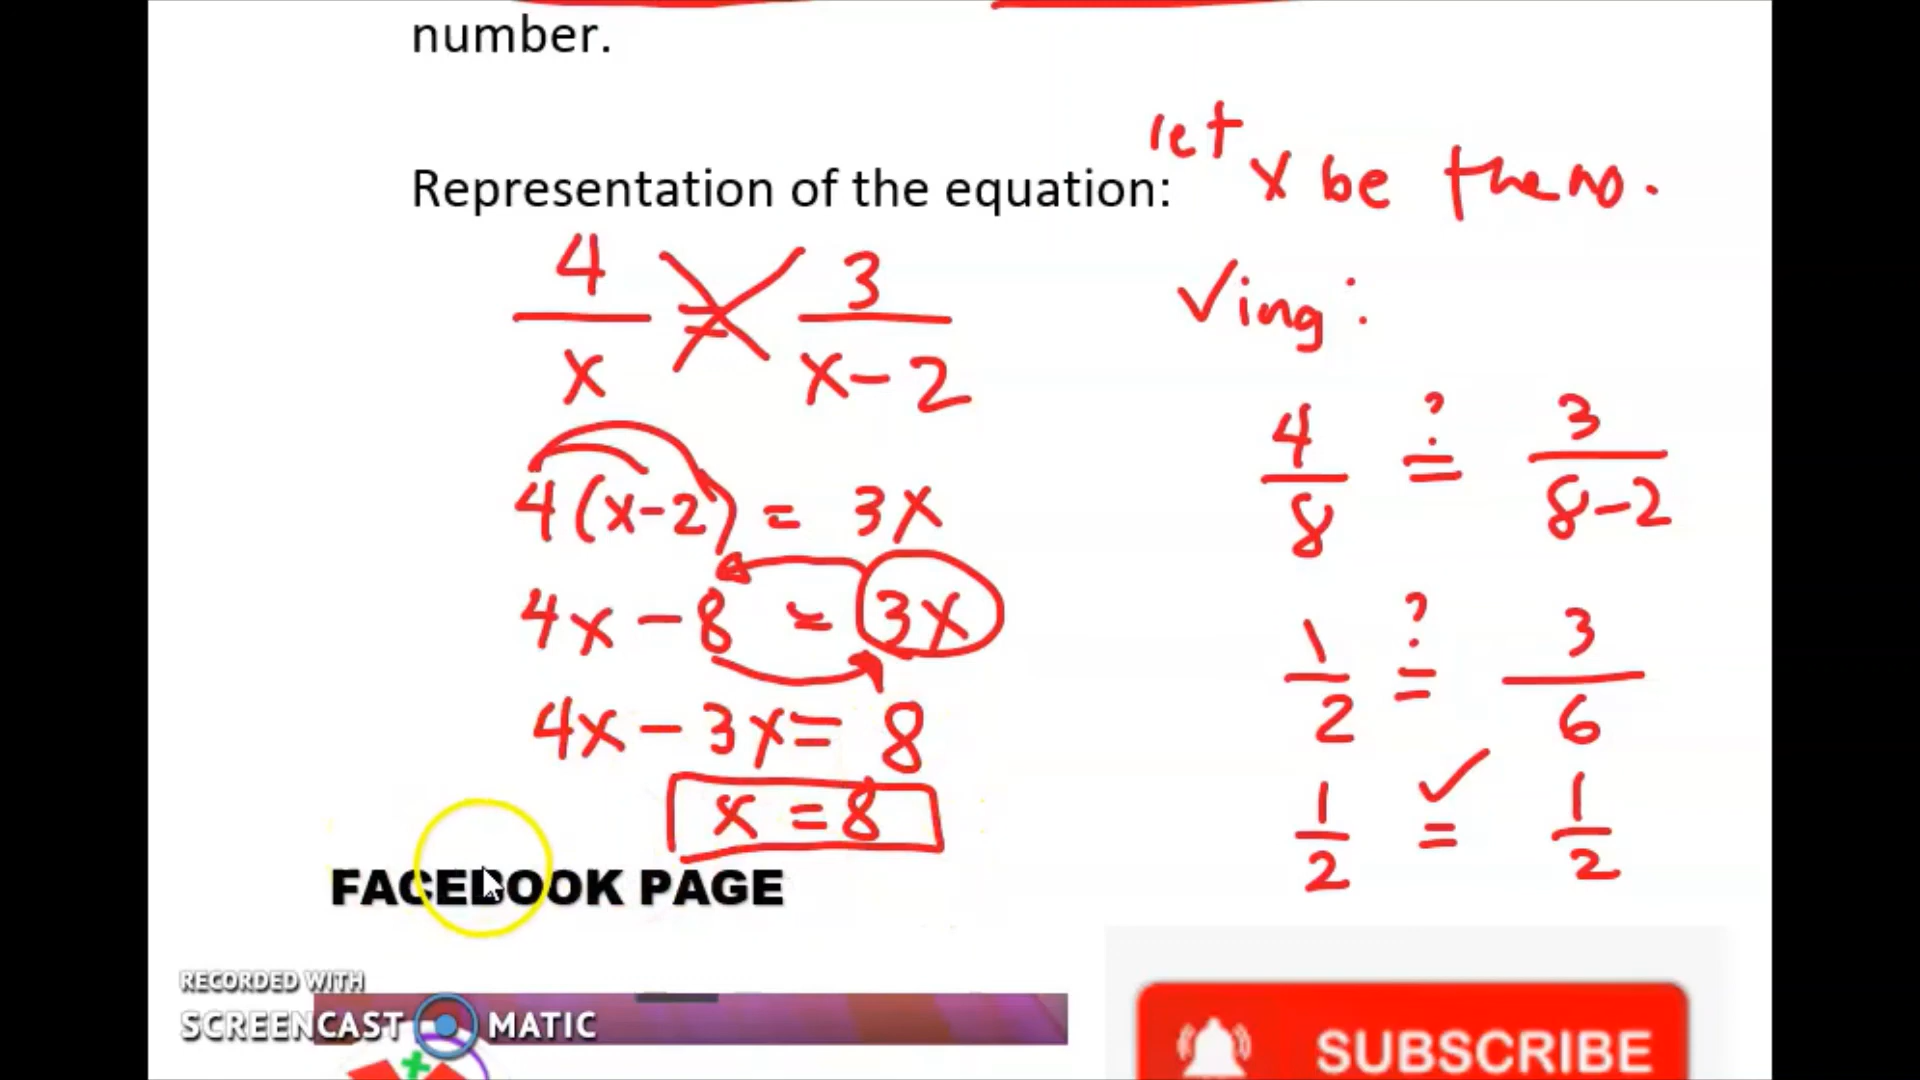 number.
Representation of the equation: let x be the no.
4/x = 3/(x-2)
4(x-2) = 3x
4x - 8 = 3x
4x - 3x = 8
x = 8
√ing:
4/8 ?= 3/(8-2)
1/2 ?= 3/6
1/2 = ✓ 1/2
FACEBOOK PAGE
RECORDED WITH
SCREENCAST MATIC
SUBSCRIBE